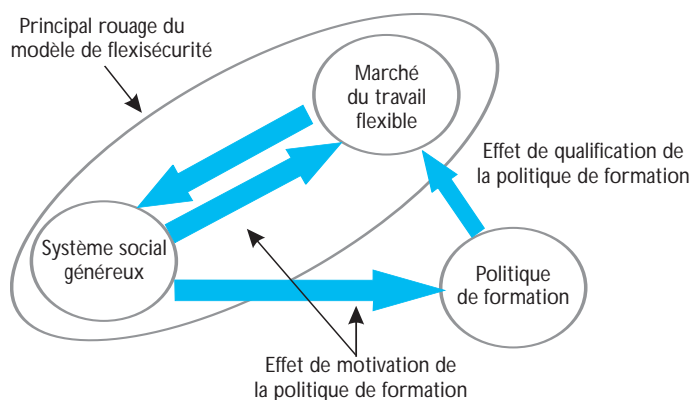 Principal rouage du
modèle de flexisécurité
Marché
du travail
flexible
Effet de qualification de
la politique de formation
Système social
généreux
Politique
de formation
Effet de motivation de
la politique de formation